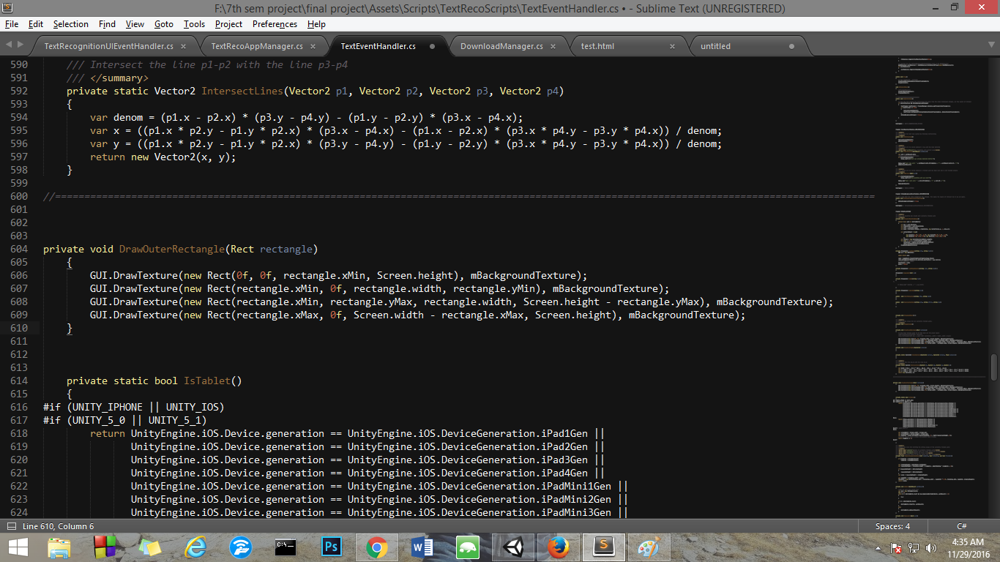 F:\7th sem project\final project\Assets\Scripts\TextRecoScripts\TextEventHandler.cs • - Sublime Text (UNREGISTERED)
File Edit Selection Find View Goto Tools Project Preferences Help
TextRecognitionUIEventHandler.cs × TextRecoAppManager.cs × TextEventHandler.cs DownloadManager.cs × test.html × untitled
590 /// Intersect the line p1-p2 with the line p3-p4
591 /// </summary>
592 private static Vector2 IntersectLines(Vector2 p1, Vector2 p2, Vector2 p3, Vector2 p4)
593 {
594 var denom = (p1.x - p2.x) * (p3.y - p4.y) - (p1.y - p2.y) * (p3.x - p4.x);
595 var x = ((p1.x * p2.y - p1.y * p2.x) * (p3.x - p4.x) - (p1.x - p2.x) * (p3.x * p4.y - p3.y * p4.x)) / denom;
596 var y = ((p1.x * p2.y - p1.y * p2.x) * (p3.y - p4.y) - (p1.y - p2.y) * (p3.x * p4.y - p3.y * p4.x)) / denom;
597 return new Vector2(x, y);
598 }
599
600 //============================================================================================================================================
601
602
603
604 private void DrawOuterRectangle(Rect rectangle)
605 {
606 GUI.DrawTexture(new Rect(0f, 0f, rectangle.xMin, Screen.height), mBackgroundTexture);
607 GUI.DrawTexture(new Rect(rectangle.xMin, 0f, rectangle.width, rectangle.yMin), mBackgroundTexture);
608 GUI.DrawTexture(new Rect(rectangle.xMin, rectangle.yMax, rectangle.width, Screen.height - rectangle.yMax), mBackgroundTexture);
609 GUI.DrawTexture(new Rect(rectangle.xMax, 0f, Screen.width - rectangle.xMax, Screen.height), mBackgroundTexture);
610 }
611
612
613
614 private static bool IsTablet()
615 {
616 #if (UNITY_IPHONE || UNITY_IOS)
617 #if (UNITY_5_0 || UNITY_5_1)
618 return UnityEngine.iOS.Device.generation == UnityEngine.iOS.DeviceGeneration.iPad1Gen ||
619 UnityEngine.iOS.Device.generation == UnityEngine.iOS.DeviceGeneration.iPad2Gen ||
620 UnityEngine.iOS.Device.generation == UnityEngine.iOS.DeviceGeneration.iPad3Gen ||
621 UnityEngine.iOS.Device.generation == UnityEngine.iOS.DeviceGeneration.iPad4Gen ||
622 UnityEngine.iOS.Device.generation == UnityEngine.iOS.DeviceGeneration.iPadMini1Gen ||
623 UnityEngine.iOS.Device.generation == UnityEngine.iOS.DeviceGeneration.iPadMini2Gen ||
624 UnityEngine.iOS.Device.generation == UnityEngine.iOS.DeviceGeneration.iPadMini3Gen ||
Line 610, Column 6 Spaces: 4 C#
C:\_
Ps
4:35 AM
11/29/2016